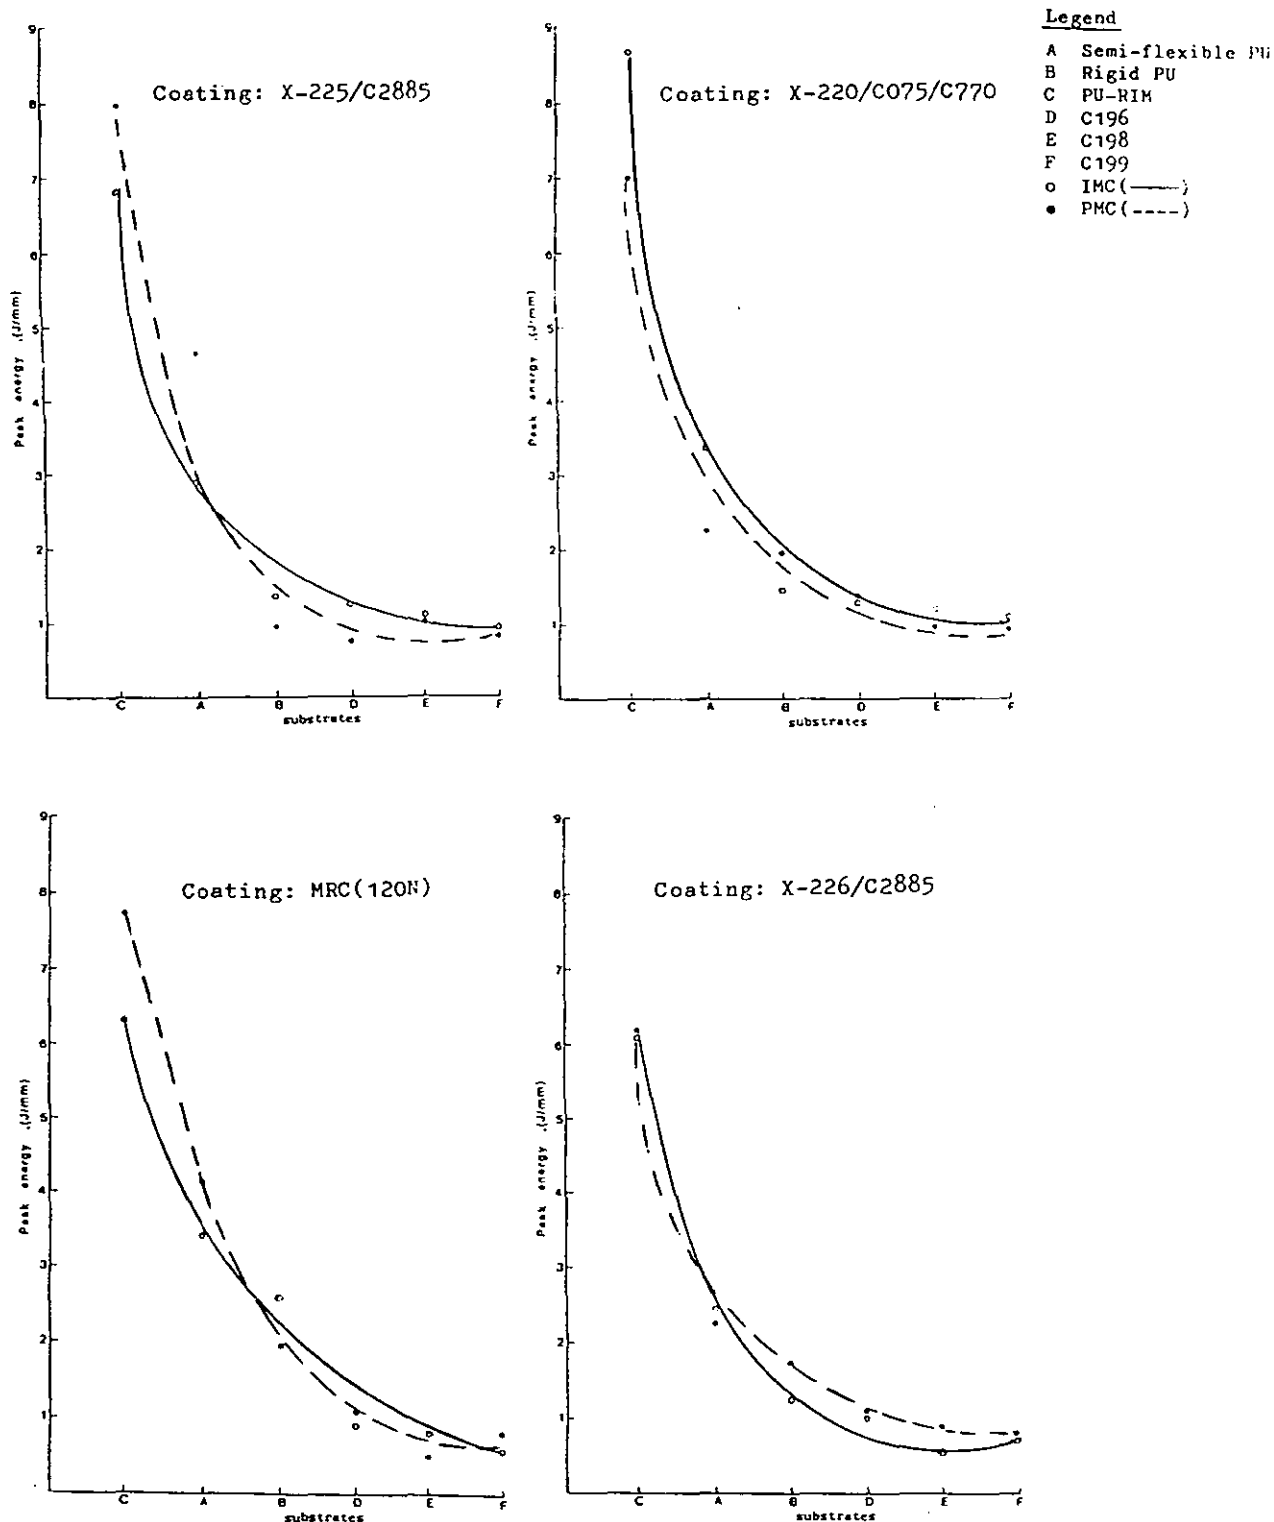 Legend
A Semi-flexible PU
B Rigid PU
C PU-RIM
D C196
E C198
F C199
o IMC(———)
• PMC(----)
Coating: X-225/C2885
9
8
7
6
5
4
3
2
1
Peak energy ,(J/mm)
C A B D E F
substrates
Coating: X-220/C075/C770
9
8
7
6
5
4
3
2
1
Peak energy ,(J/mm)
C A B D E F
substrates
Coating: MRC(120N)
9
8
7
6
5
4
3
2
1
Peak energy ,(J/mm)
C A B D E F
substrates
Coating: X-226/C2885
9
8
7
6
5
4
3
2
1
Peak energy ,(J/mm)
C A B D E F
substrates